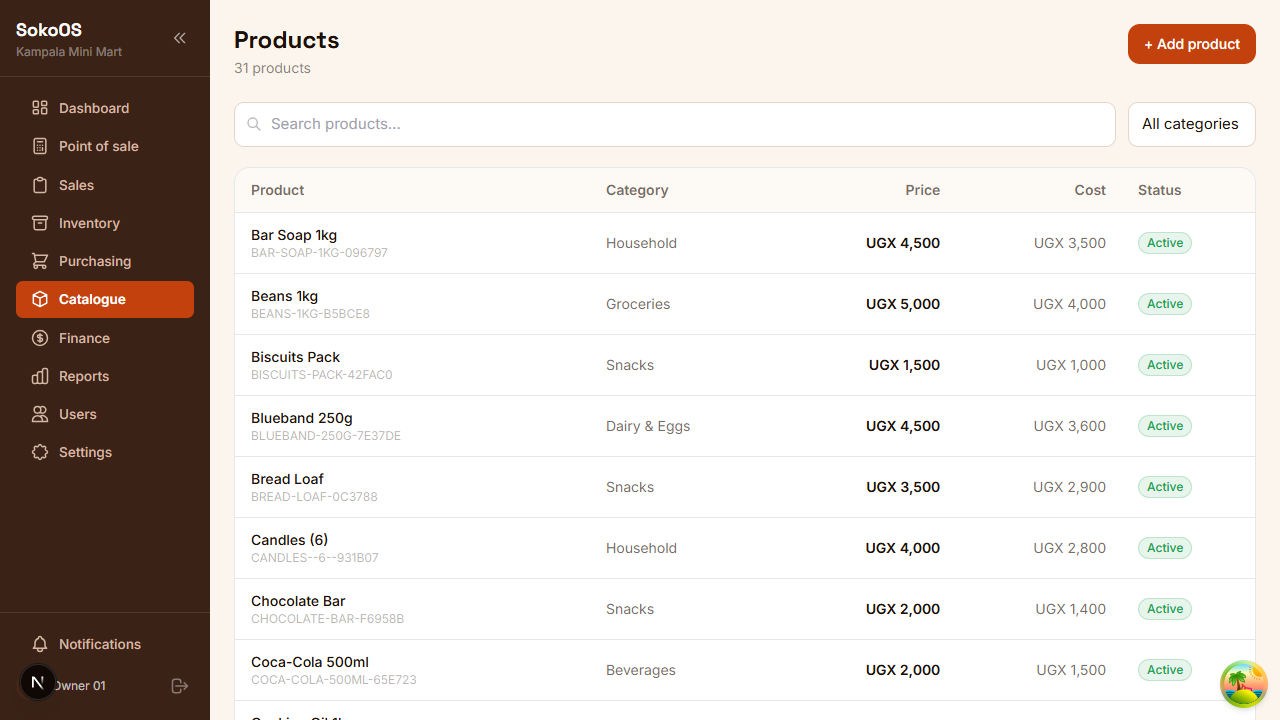 SokoOS
Kampala Mini Mart
Dashboard
Point of sale
Sales
Inventory
Purchasing
Catalogue
Finance
Reports
Users
Settings
Notifications
N
Owner 01
Products
31 products
+ Add product
Search products...
All categories
Product Category Price Cost Status
Bar Soap 1kg
BAR-SOAP-1KG-096797
Household UGX 4,500 UGX 3,500 Active
Beans 1kg
BEANS-1KG-B5BCE8
Groceries UGX 5,000 UGX 4,000 Active
Biscuits Pack
BISCUITS-PACK-42FAC0
Snacks UGX 1,500 UGX 1,000 Active
Blueband 250g
BLUEBAND-250G-7E37DE
Dairy & Eggs UGX 4,500 UGX 3,600 Active
Bread Loaf
BREAD-LOAF-0C3788
Snacks UGX 3,500 UGX 2,900 Active
Candles (6)
CANDLES--6--931B07
Household UGX 4,000 UGX 2,800 Active
Chocolate Bar
CHOCOLATE-BAR-F6958B
Snacks UGX 2,000 UGX 1,400 Active
Coca-Cola 500ml
COCA-COLA-500ML-65E723
Beverages UGX 2,000 UGX 1,500 Active